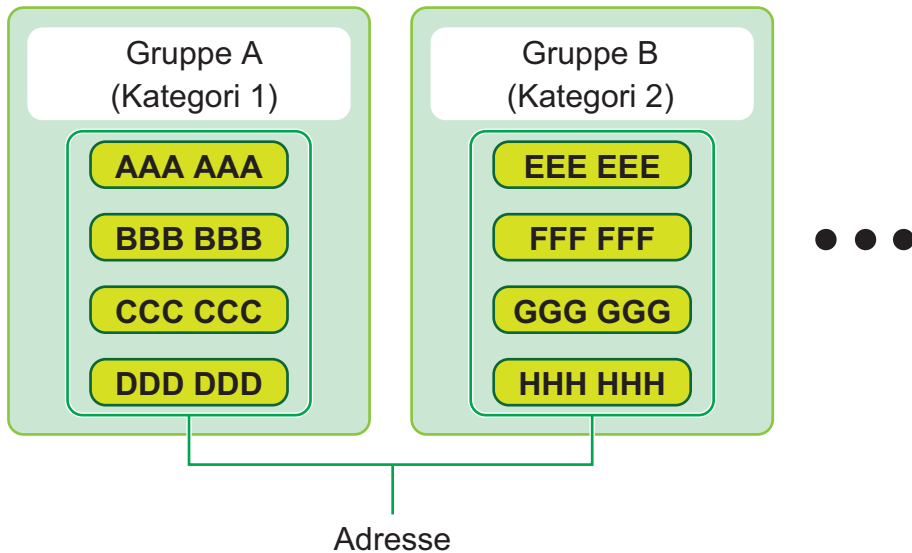 Gruppe A
(Kategori 1)
AAA AAA
BBB BBB
CCC CCC
DDD DDD
Gruppe B
(Kategori 2)
EEE EEE
FFF FFF
GGG GGG
HHH HHH
Adresse